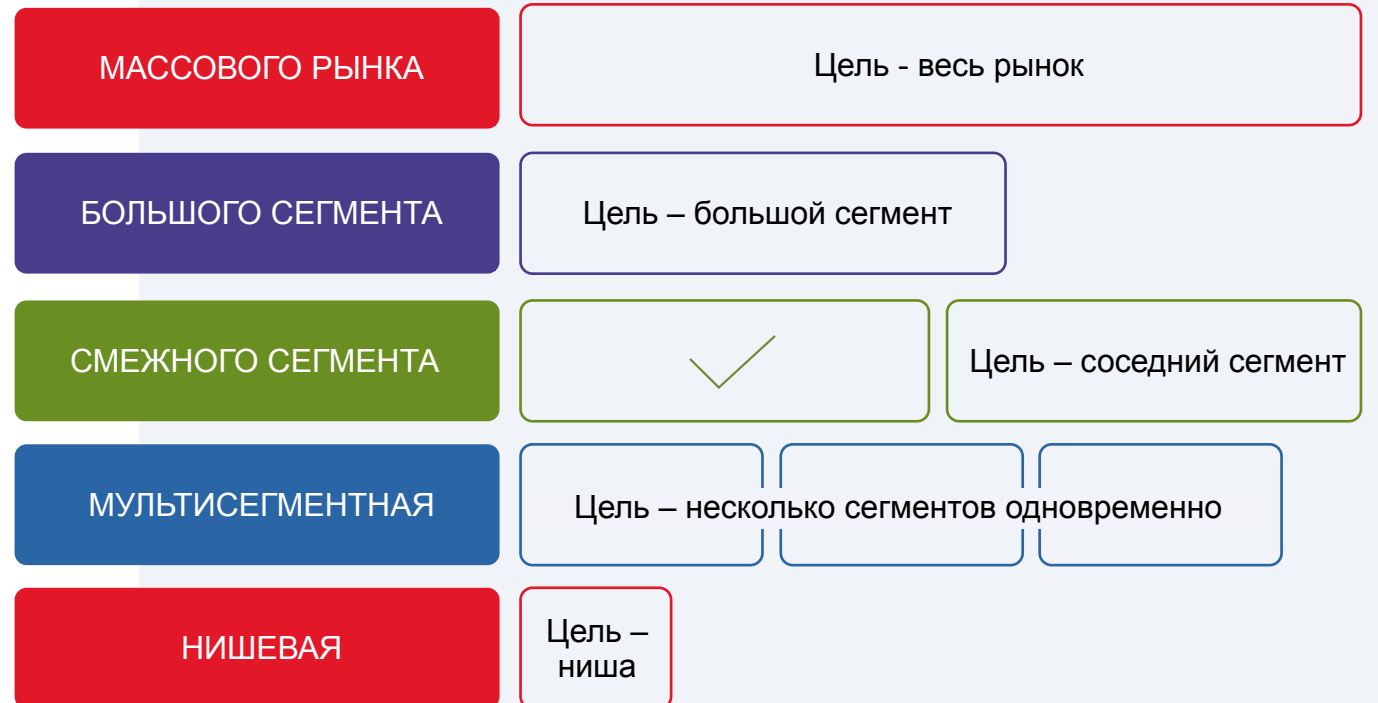 МАССОВОГО РЫНКА
Цель - весь рынок
БОЛЬШОГО СЕГМЕНТА
Цель – большой сегмент
СМЕЖНОГО СЕГМЕНТА
Цель – соседний сегмент
МУЛЬТИСЕГМЕНТНАЯ
Цель – несколько сегментов одновременно
НИШЕВАЯ
Цель –
ниша